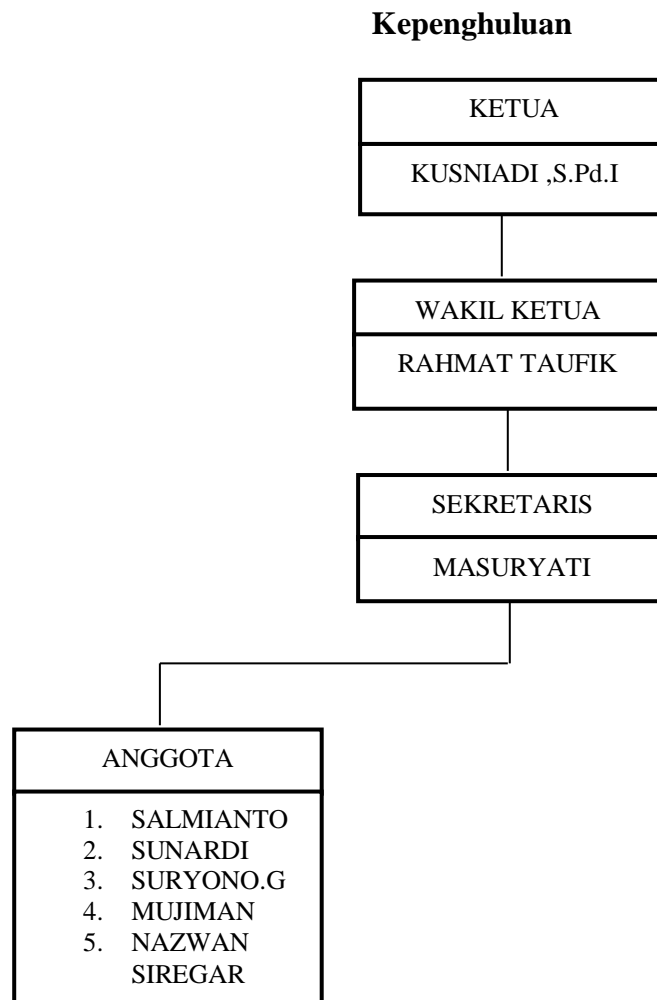 Kepenghuluan
KETUA
KUSNIADI ,S.Pd.I
WAKIL KETUA
RAHMAT TAUFIK
SEKRETARIS
MASURYATI
ANGGOTA
1. SALMIANTO
2. SUNARDI
3. SURYONO.G
4. MUJIMAN
5. NAZWAN
SIREGAR